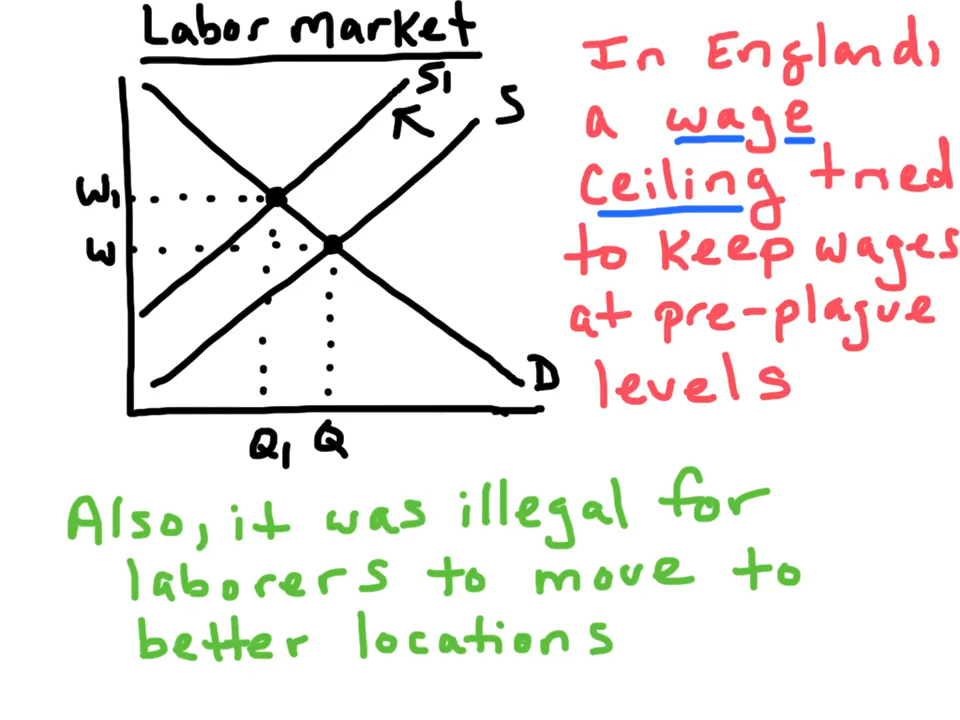 Labor Market
S1
S
W1
W
D
Q1 Q
In England,
a wage
ceiling tried
to keep wages
at pre-plague
levels
Also, it was illegal for
laborers to move to
better locations